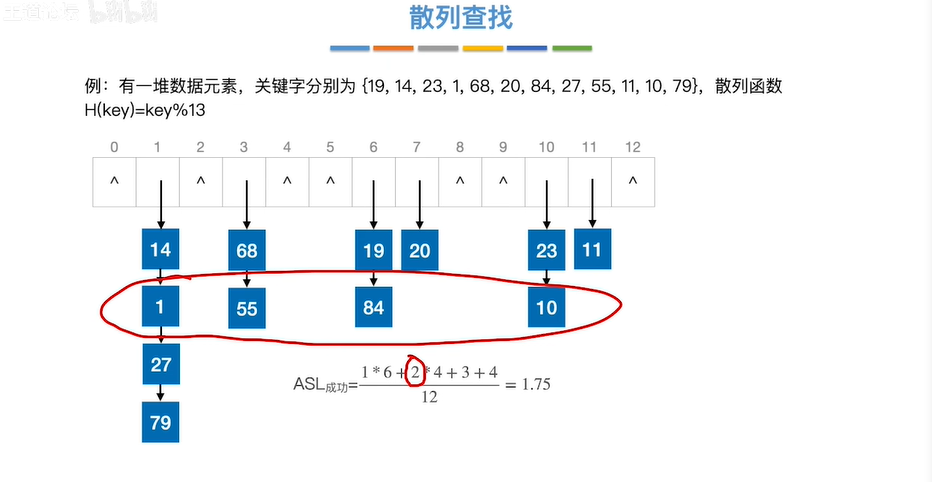 散列查找
例：有一堆数据元素，关键字分别为 {19, 14, 23, 1, 68, 20, 84, 27, 55, 11, 10, 79}，散列函数
H(key)=key%13
0 1 2 3 4 5 6 7 8 9 10 11 12
^ ^ ^ ^ ^ ^ ^
14 68 19 20 23 11
1 55 84 10
27
79
ASL成功= (1*6+2*4+3+4)/12 = 1.75